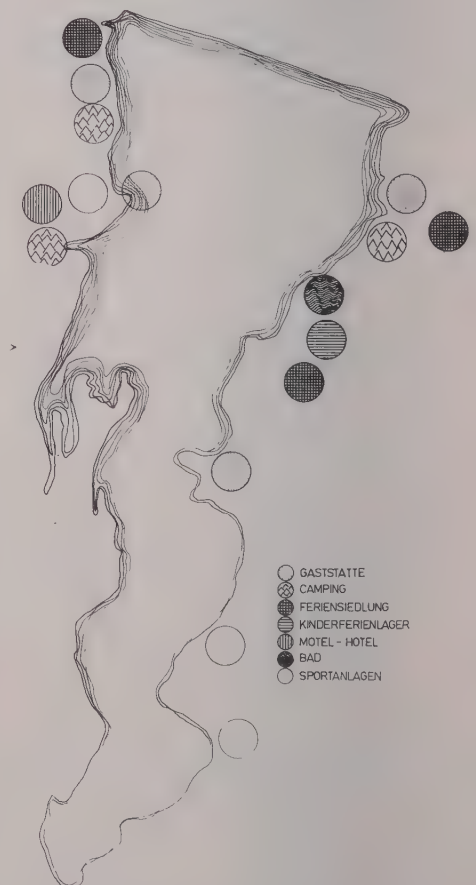 GASTSTATTE
CAMPING
FERIENSIEDLUNG
KINDERFERIENLAGER
MOTEL - HOTEL
BAD
SPORTANLAGEN